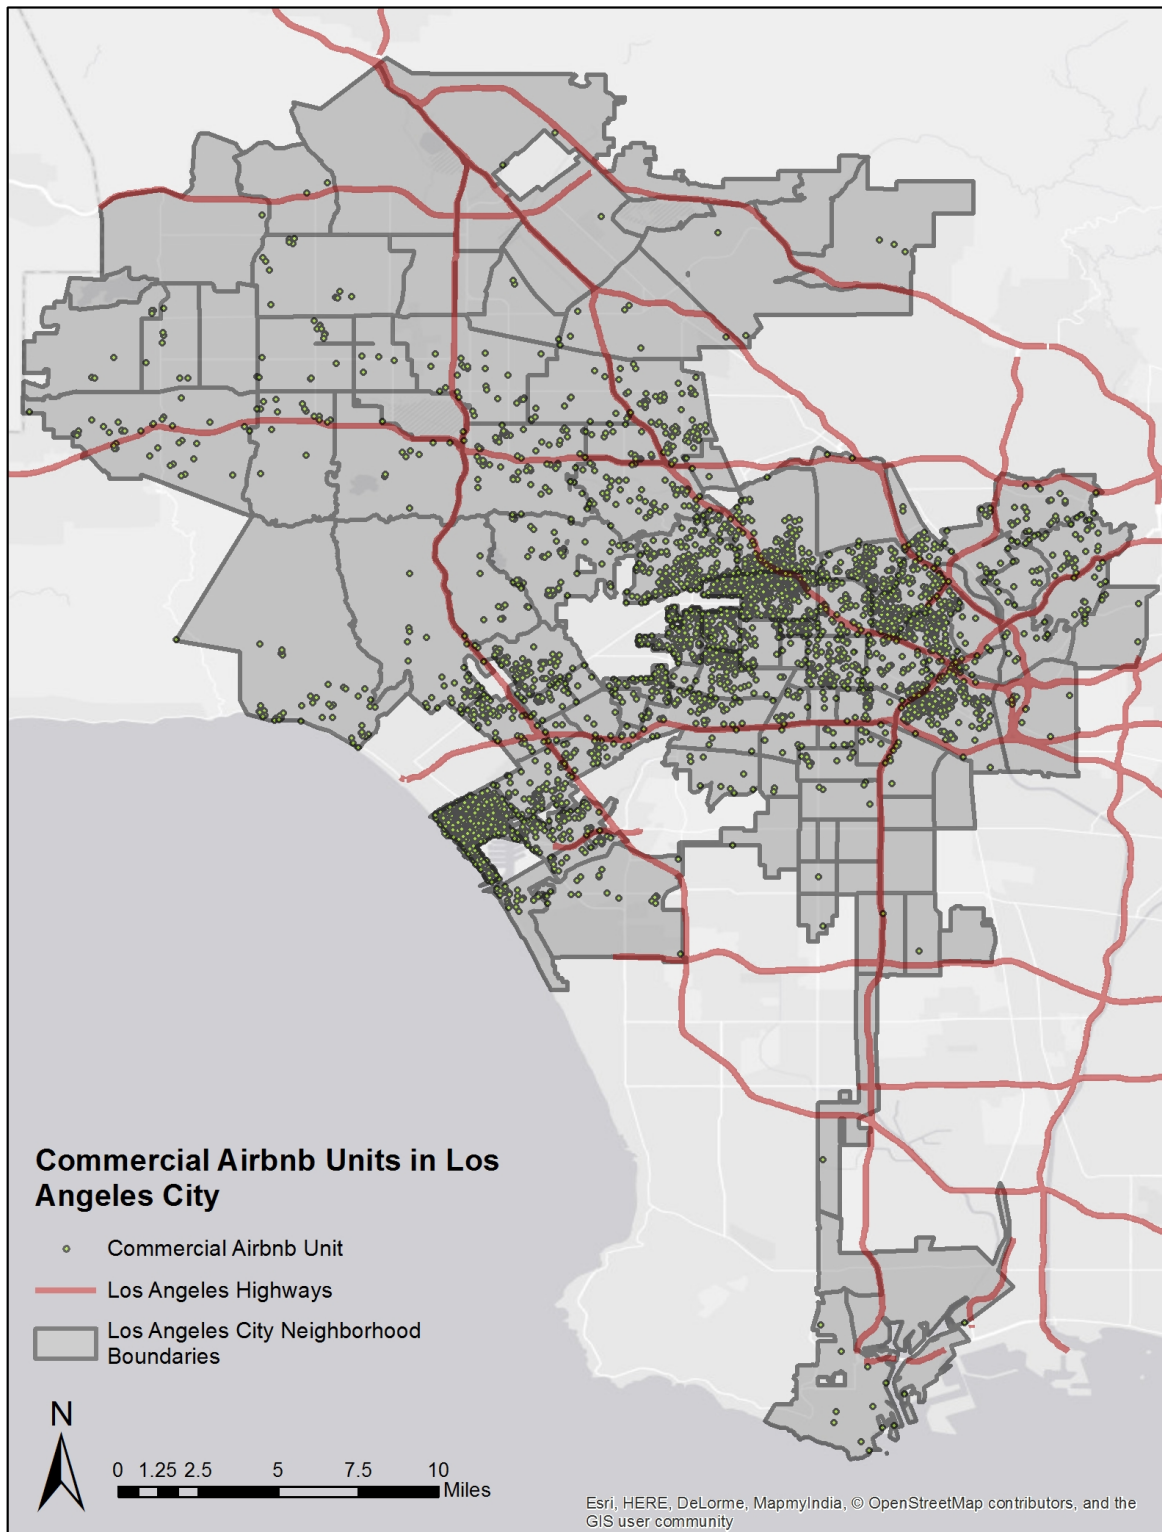 Commercial Airbnb Units in Los
Angeles City
Commercial Airbnb Unit
Los Angeles Highways
Los Angeles City Neighborhood
Boundaries
N
0 1.25 2.5 5 7.5 10
Miles
Esri, HERE, DeLorme, MapmyIndia, © OpenStreetMap contributors, and the
GIS user community